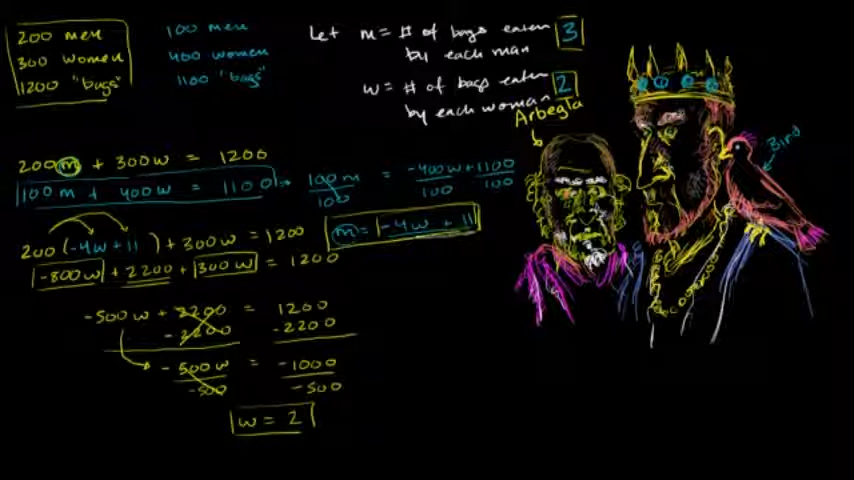 200 men
300 women
1200 "bags"
100 men
400 women
1100 "bags"
Let m = # of bags eaten
by each man
3
w = # of bags eaten
by each woman
2
Arbegla
Bird
200m + 300w = 1200
100m + 400w = 1100
100m/100 = -400w+1100/100 100
m = -4w + 11
200(-4w+11) + 300w = 1200
-800w + 2200 + 300w = 1200
-500w + 2200 = 1200
-2200 -2200
-500w = -1000
-500 -500
w = 2